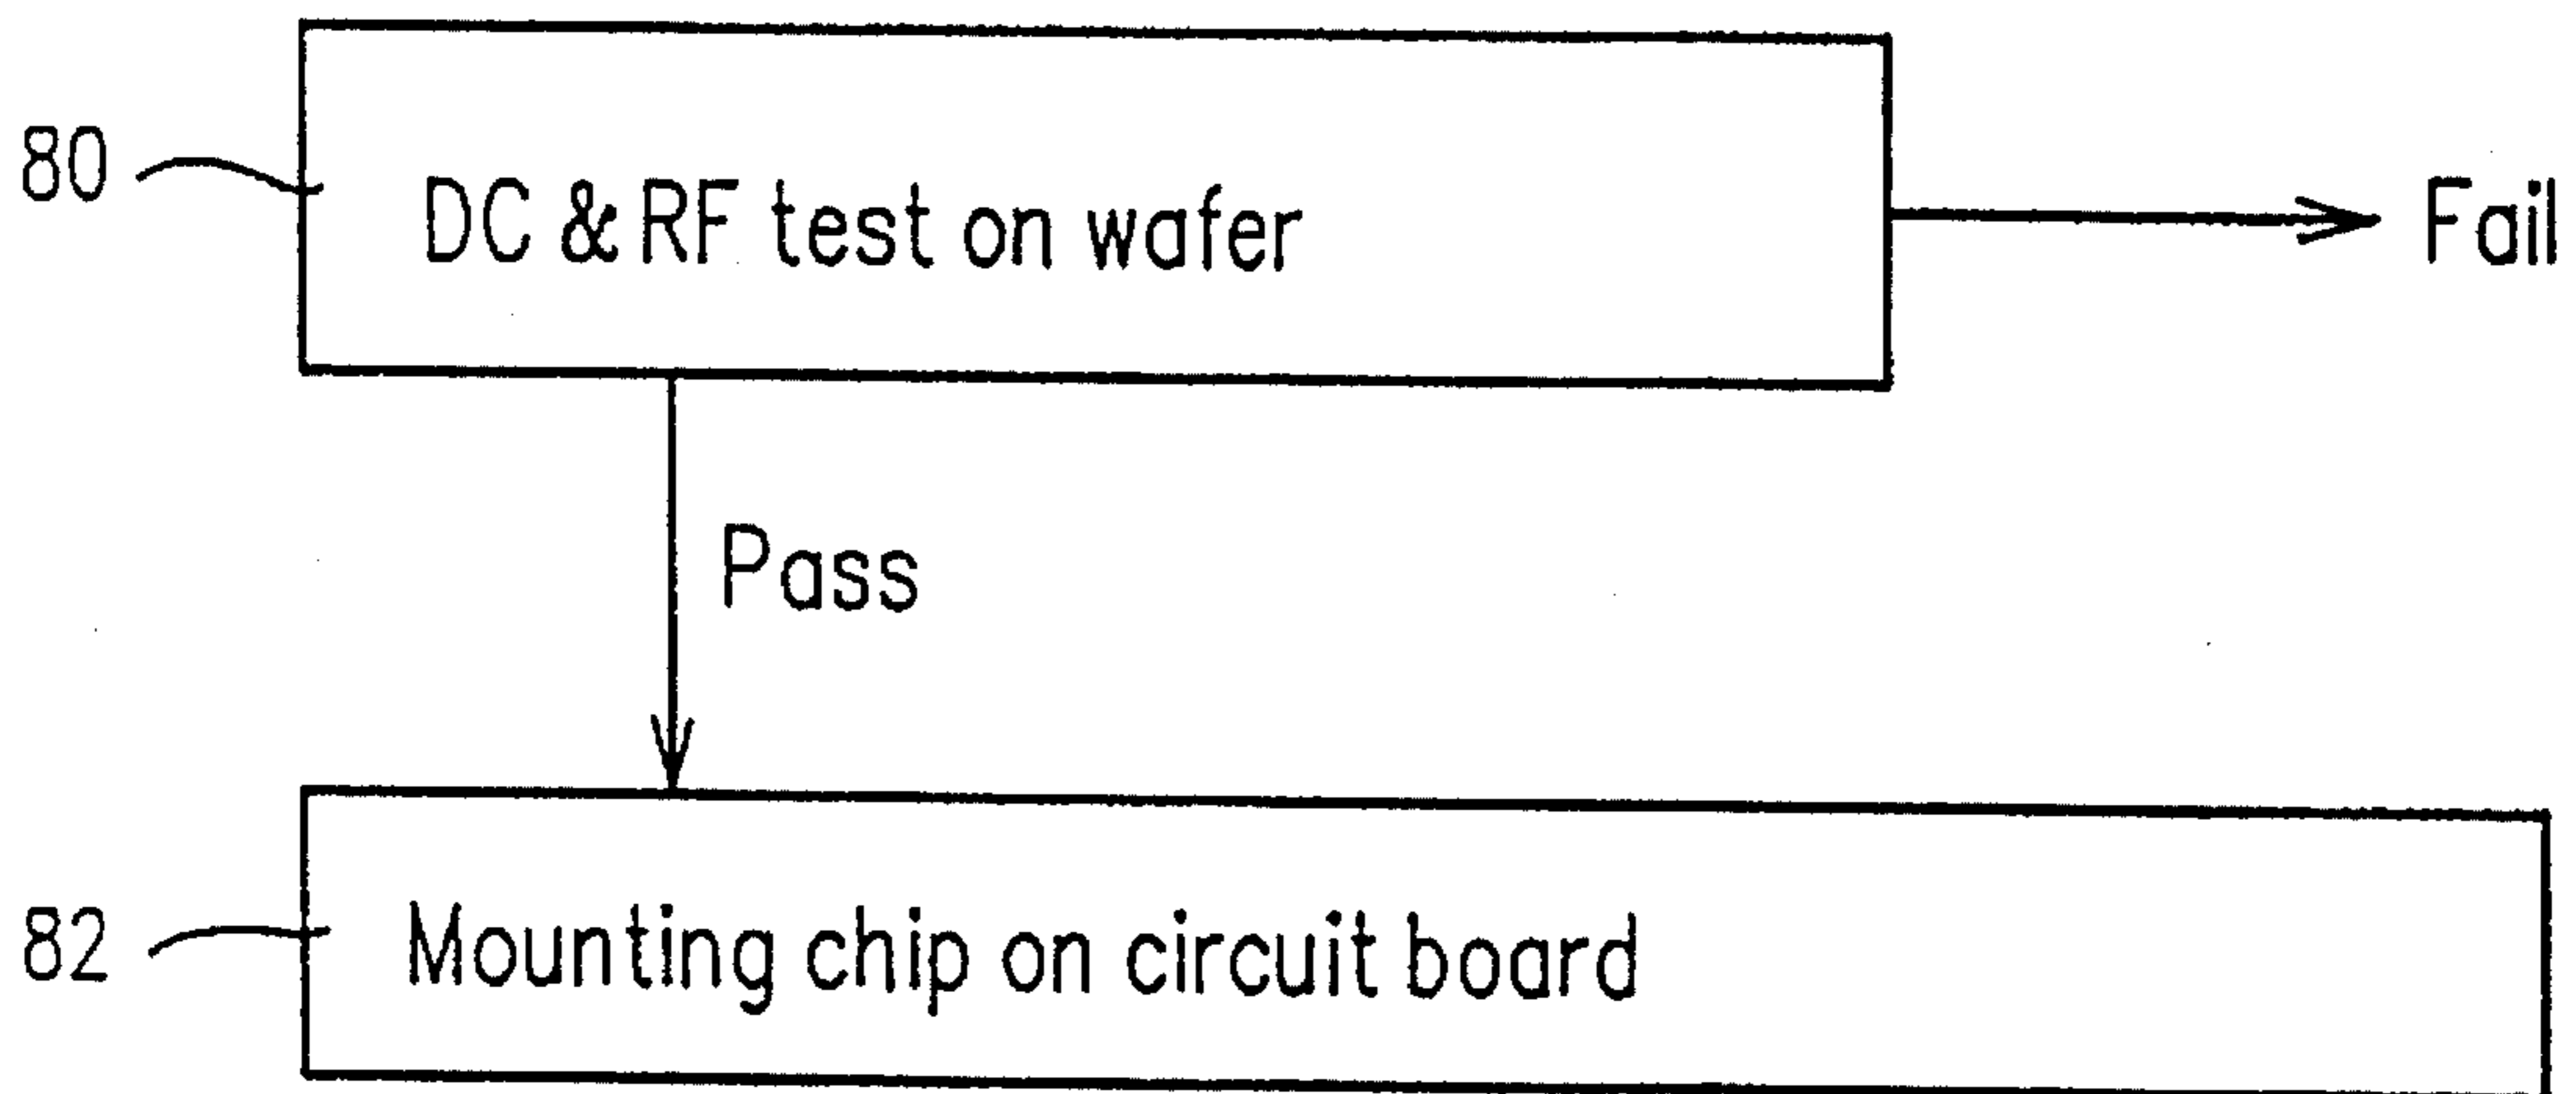 80
DC & RF test on wafer
Fail
Pass
82
Mounting chip on circuit board